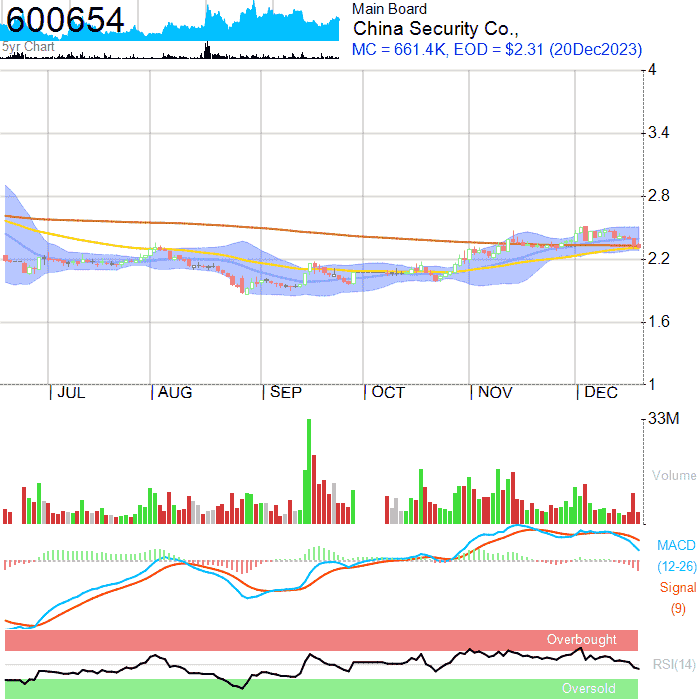 600654
5yr Chart
Main Board
China Security Co.,
MC = 661.4K, EOD = $2.31 (20Dec2023)
4
3.4
2.8
2.2
1.6
1
JUL
AUG
SEP
OCT
NOV
DEC
33M
Volume
MACD
(12-26)
Signal
(9)
Overbought
RSI(14)
Oversold